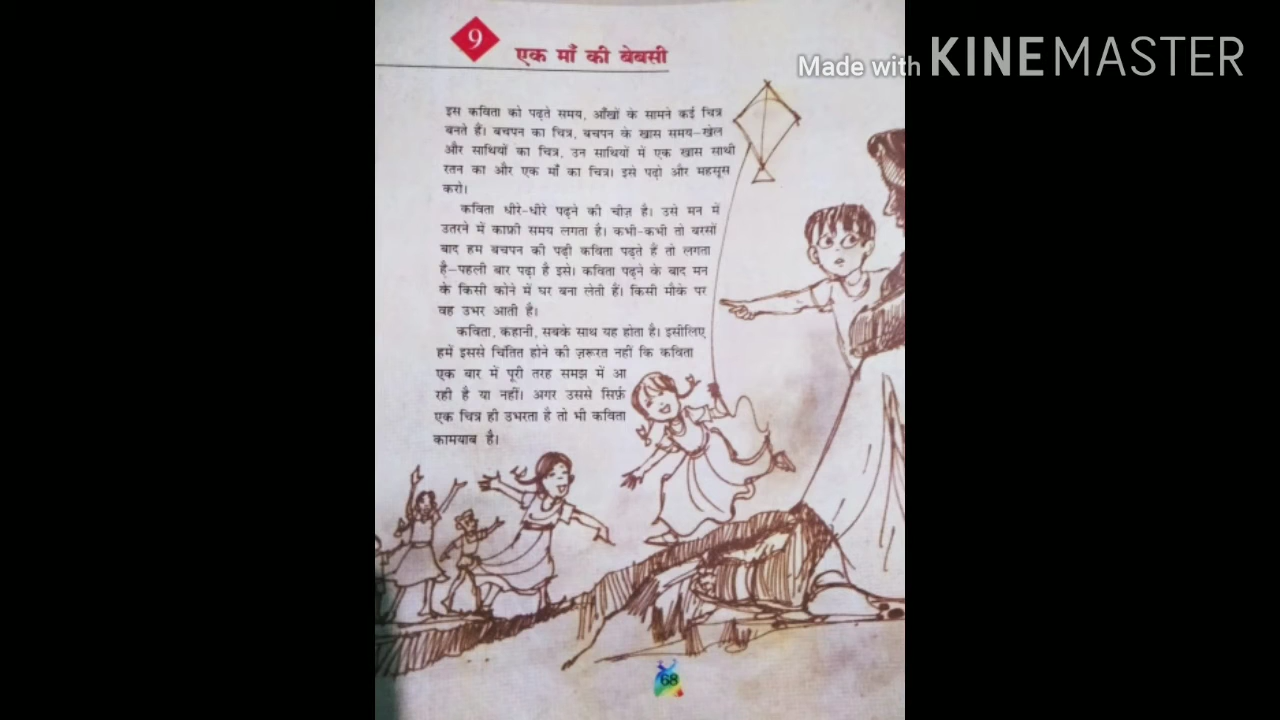 9
एक माँ की बेबसी
Made with KINEMASTER
इस कविता को पढ़ते समय, आँखों के सामने कई चित्र
बनते हैं। बचपन का चित्र, बचपन के खास समय–खेल
और साथियों का चित्र, उन साथियों में एक खास साथी
रतन का और एक माँ का चित्र। इसे पढ़ो और महसूस
करो।
कविता धीरे-धीरे पढ़ने की चीज़ है। उसे मन में
उतरने में काफ़ी समय लगता है। कभी-कभी तो बरसों
बाद हम बचपन की पढ़ी कविता पढ़ते हैं तो लगता
है–पहली बार पढ़ा है इसे। कविता पढ़ने के बाद मन
के किसी कोने में घर बना लेती हैं। किसी मौके पर
वह उभर आती है।
कविता, कहानी, सबके साथ यह होता है। इसीलिए
हमें इससे चिंतित होने की ज़रूरत नहीं कि कविता
एक बार में पूरी तरह समझ में आ
रही है या नहीं। अगर उससे सिर्फ़
एक चित्र ही उभरता है तो भी कविता
कामयाब है।
68